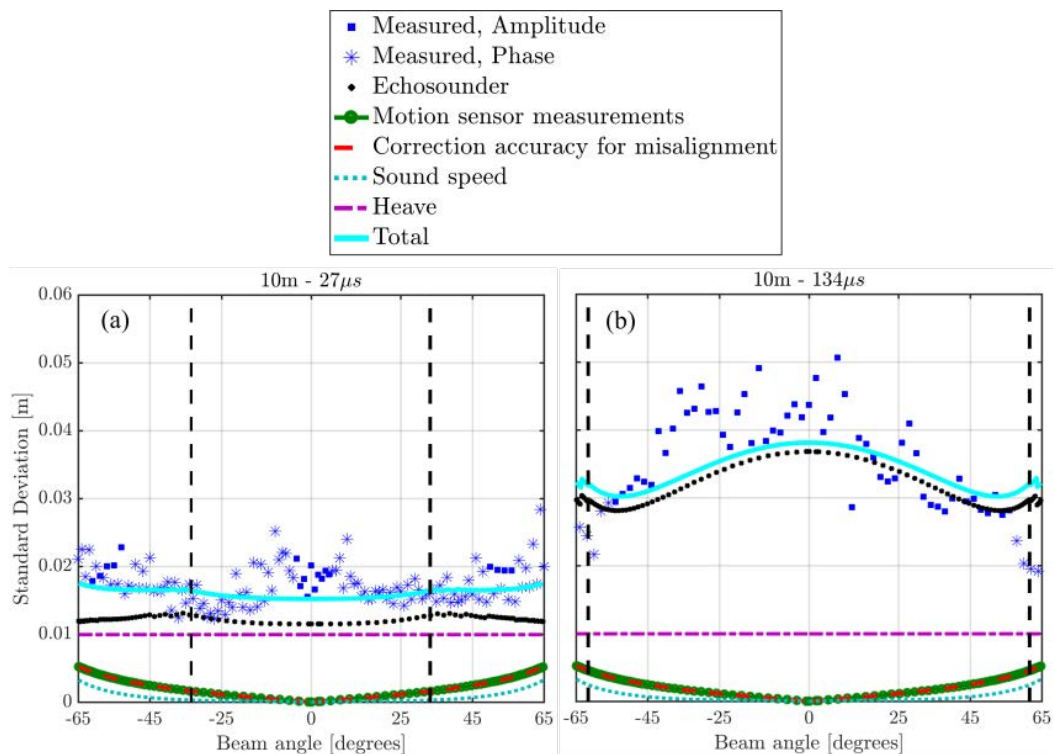 Measured, Amplitude
Measured, Phase
Echosounder
Motion sensor measurements
Correction accuracy for misalignment
Sound speed
Heave
Total
10m - 27μs
10m - 134μs
(a)
(b)
Standard Deviation [m]
0.06
0.05
0.04
0.03
0.02
0.01
0
-65 -45 -25 0 25 45 65
-65 -45 -25 0 25 45 65
Beam angle [degrees]
Beam angle [degrees]